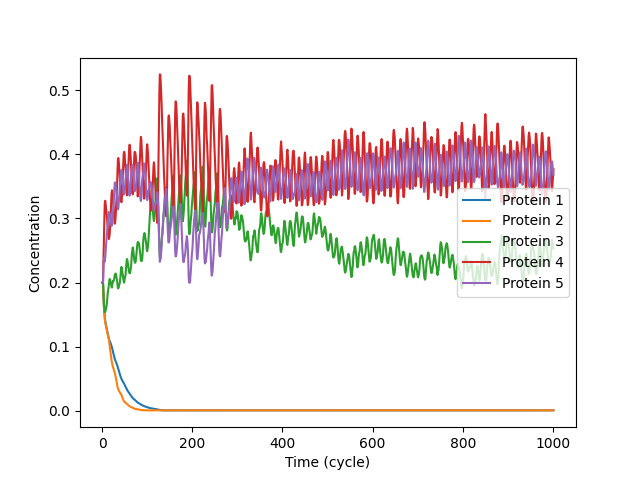 Concentration
0.5
0.4
0.3
0.2
0.1
0.0
Protein 1
Protein 2
Protein 3
Protein 4
Protein 5
0 200 400 600 800 1000
Time (cycle)